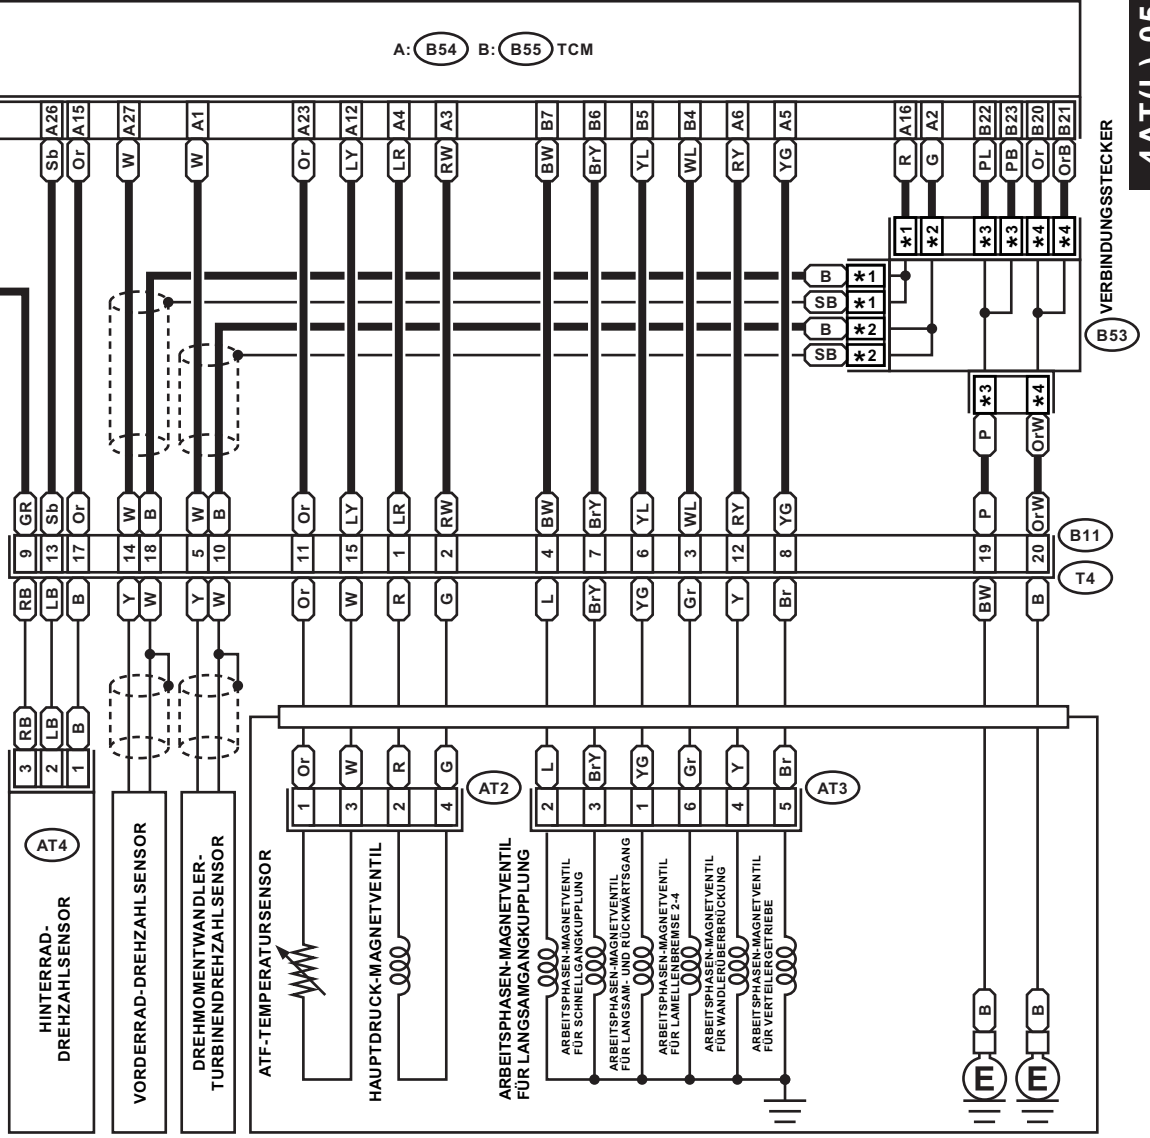 A: B54 B: B55 TCM
A26 A15 A27 A1 A23 A12 A4 A3 B7 B6 B5 B4 A6 A5 A16 A2 B22 B23 B20 B21
Sb Or W W Or LY LR RW BW BrY YL WL RY YG R G PL PB Or OrB
VERBINDUNGSSTECKER
*1 *2 *3 *3 *4 *4
B *1
SB *1
B *2
SB *2
B53
*3 *4
P OrW
GR Sb Or W B W B Or LY LR RW BW BrY YL WL RY YG P OrW
9 13 17 14 18 5 10 11 15 1 2 4 7 6 3 12 8 19 20
B11
T4
RB LB B Y W Y W Or W R G L BrY YG Gr Y Br BW B
RB LB B
3 2 1
Or W R G L BrY YG Gr Y Br
1 3 2 4
AT2
2 3 1 6 4 5
AT3
AT4
HINTERRAD-
DREHZAHLSENSOR
VORDERRAD-DREHZAHLSENSOR
DREHMOMENTWANDLER-
TURBINENDREHZAHLSENSOR
ATF-TEMPERATURSENSOR
HAUPTDRUCK-MAGNETVENTIL
ARBEITSPHASEN-MAGNETVENTIL
FÜR LANGSAMGANGKUPPLUNG
ARBEITSPHASEN-MAGNETVENTIL
FÜR SCHNELLGANGKUPPLUNG
ARBEITSPHASEN-MAGNETVENTIL
FÜR LANGSAM- UND RÜCKWÄRTSGANG
ARBEITSPHASEN-MAGNETVENTIL
FÜR LAMELLENBREMSE 2-4
ARBEITSPHASEN-MAGNETVENTIL
FÜR WANDLERÜBERBRÜCKUNG
ARBEITSPHASEN-MAGNETVENTIL
FÜR VERTEILERGETRIEBE
B B
E E